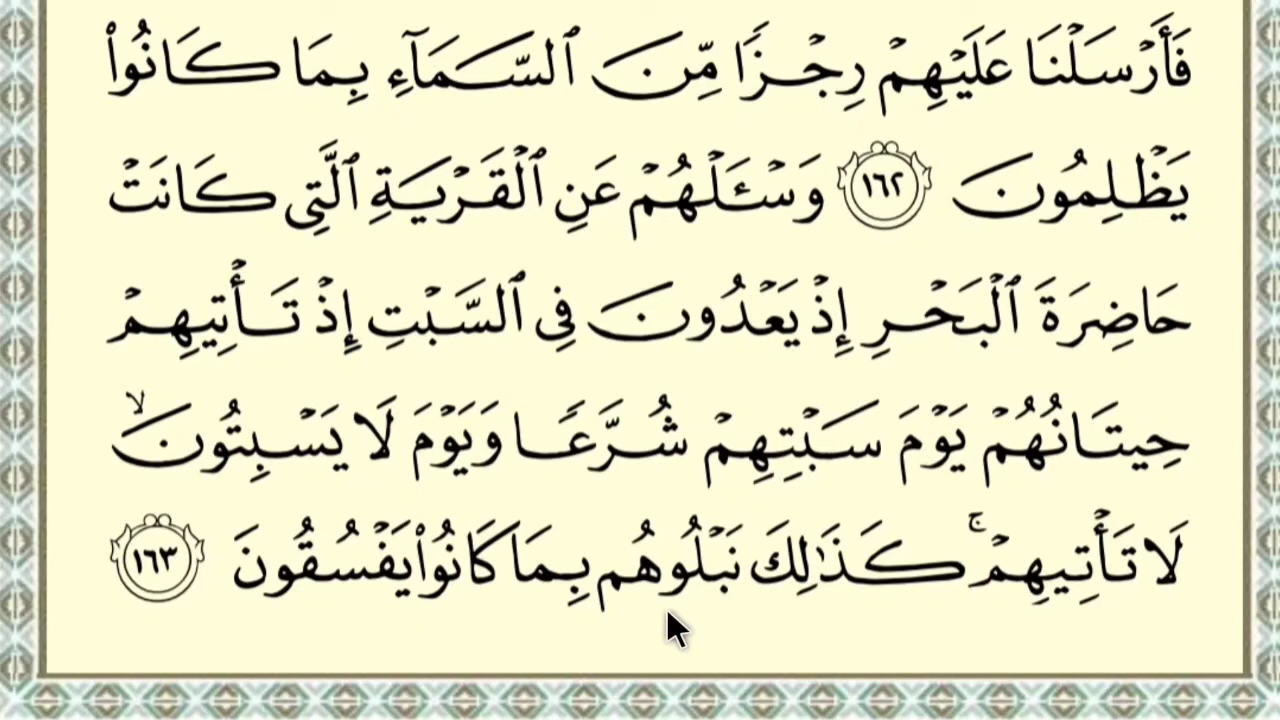 فَأَرْسَلْنَا عَلَيْهِمْ رِجْزًا مِّنَ ٱلسَّمَآءِ بِمَا كَانُوا۟
يَظْلِمُونَ ١٦٢ وَسْـَٔلْهُمْ عَنِ ٱلْقَرْيَةِ ٱلَّتِى كَانَتْ
حَاضِرَةَ ٱلْبَحْرِ إِذْ يَعْدُونَ فِى ٱلسَّبْتِ إِذْ تَأْتِيهِمْ
حِيتَانُهُمْ يَوْمَ سَبْتِهِمْ شُرَّعًا وَيَوْمَ لَا يَسْبِتُونَ ۙ
لَا تَأْتِيهِمْ ۚ كَذَٰلِكَ نَبْلُوهُم بِمَا كَانُوا۟ يَفْسُقُونَ ١٦٣